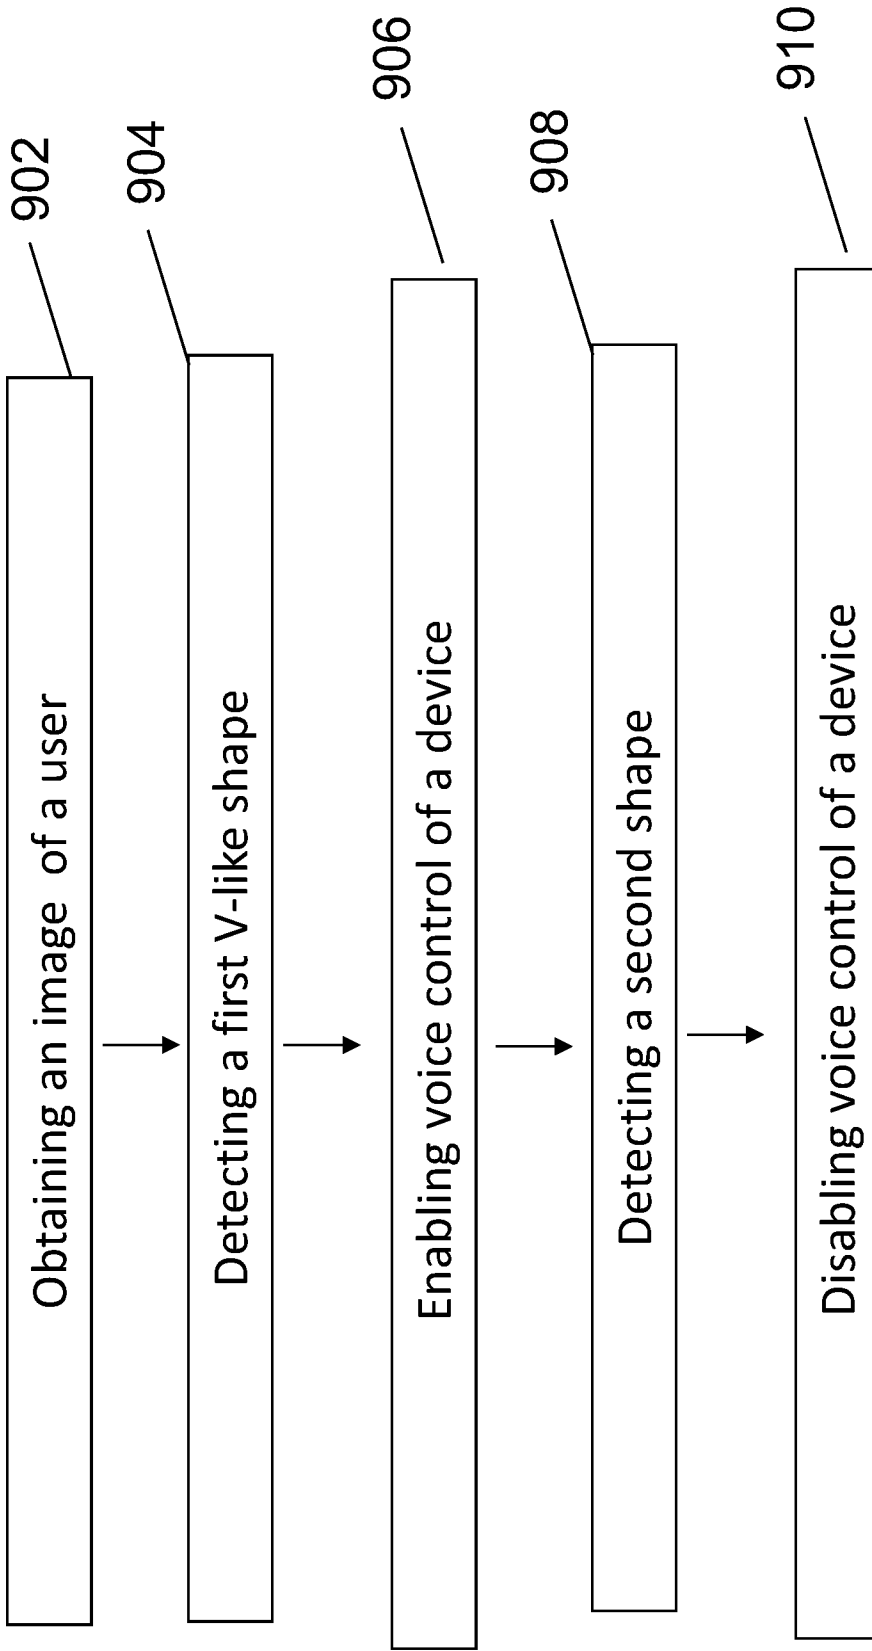 902
Obtaining an image of a user
904
Detecting a first V-like shape
906
Enabling voice control of a device
908
Detecting a second shape
910
Disabling voice control of a device